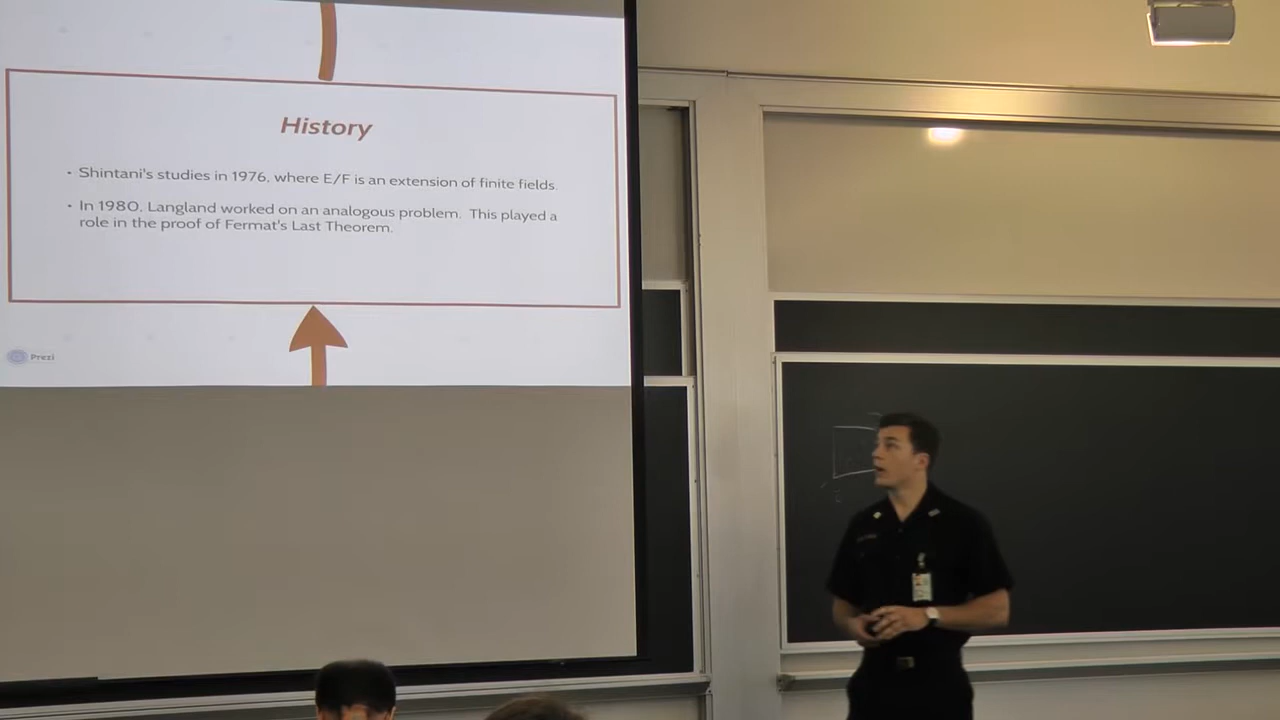 History
• Shintani's studies in 1976, where E/F is an extension of finite fields.
• In 1980, Langland worked on an analogous problem. This played a
role in the proof of Fermat's Last Theorem.
Prezi